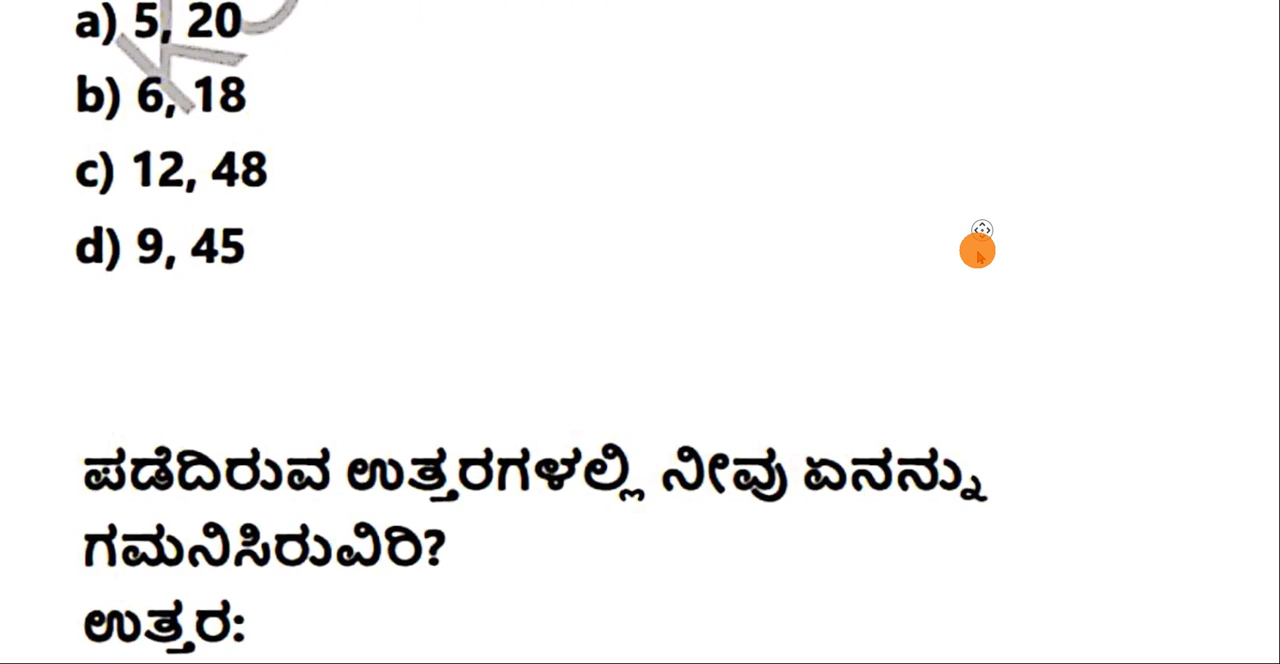 a) 5, 20
b) 6, 18
c) 12, 48
d) 9, 45
ಪಡೆದಿರುವ ಉತ್ತರಗಳಲ್ಲಿ ನೀವು ಏನನ್ನು
ಗಮನಿಸಿರುವಿರಿ?
ಉತ್ತರ: